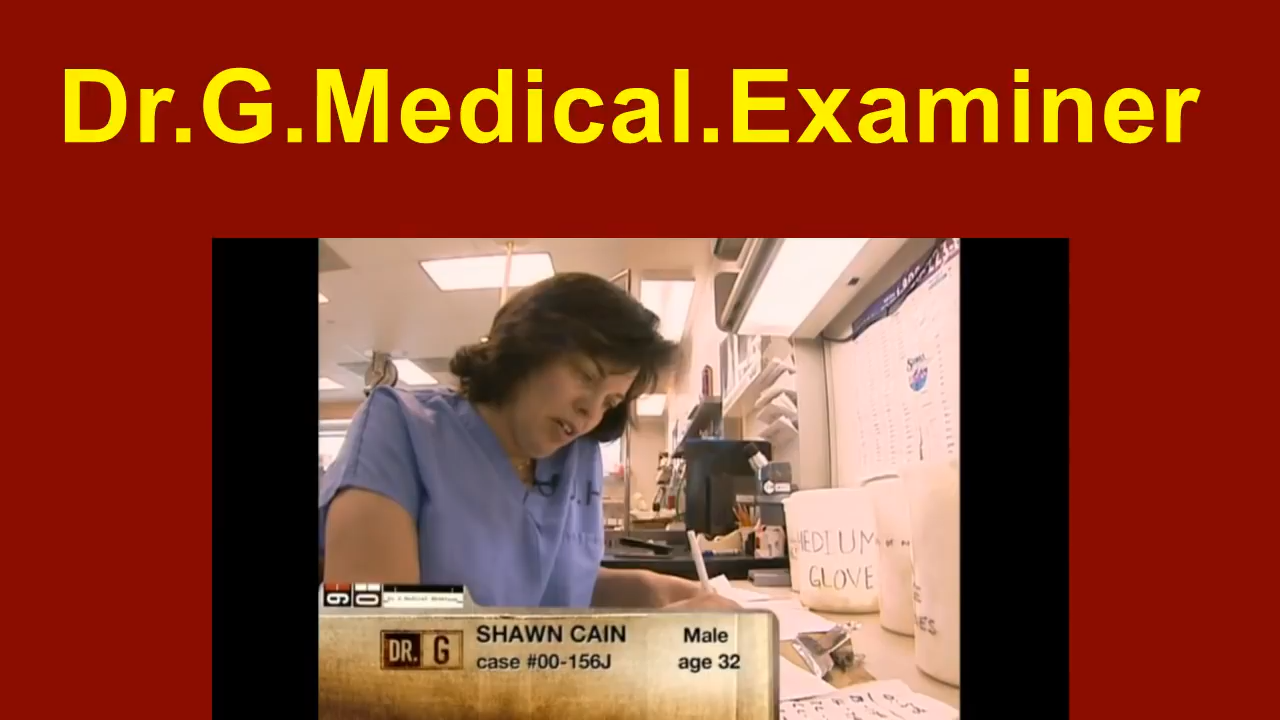 Dr.G.Medical.Examiner
MEDIUM
GLOVE
DR. G
SHAWN CAIN
Male
case #00-156J
age 32